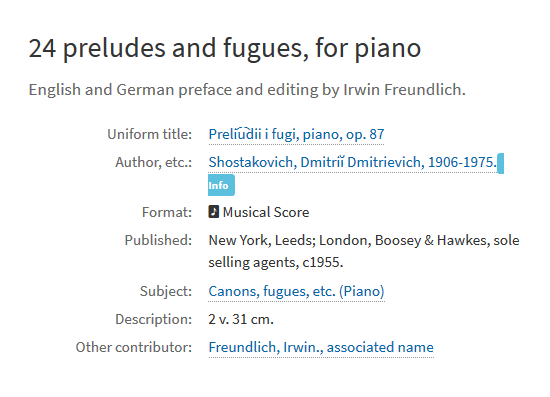 24 preludes and fugues, for piano
English and German preface and editing by Irwin Freundlich.
Uniform title: Preli︠u︡dii i fugi, piano, op. 87
Author, etc.: Shostakovich, Dmitriĭ Dmitrievich, 1906-1975.
Info
Format: Musical Score
Published: New York, Leeds; London, Boosey & Hawkes, sole
selling agents, c1955.
Subject: Canons, fugues, etc. (Piano)
Description: 2 v. 31 cm.
Other contributor: Freundlich, Irwin., associated name